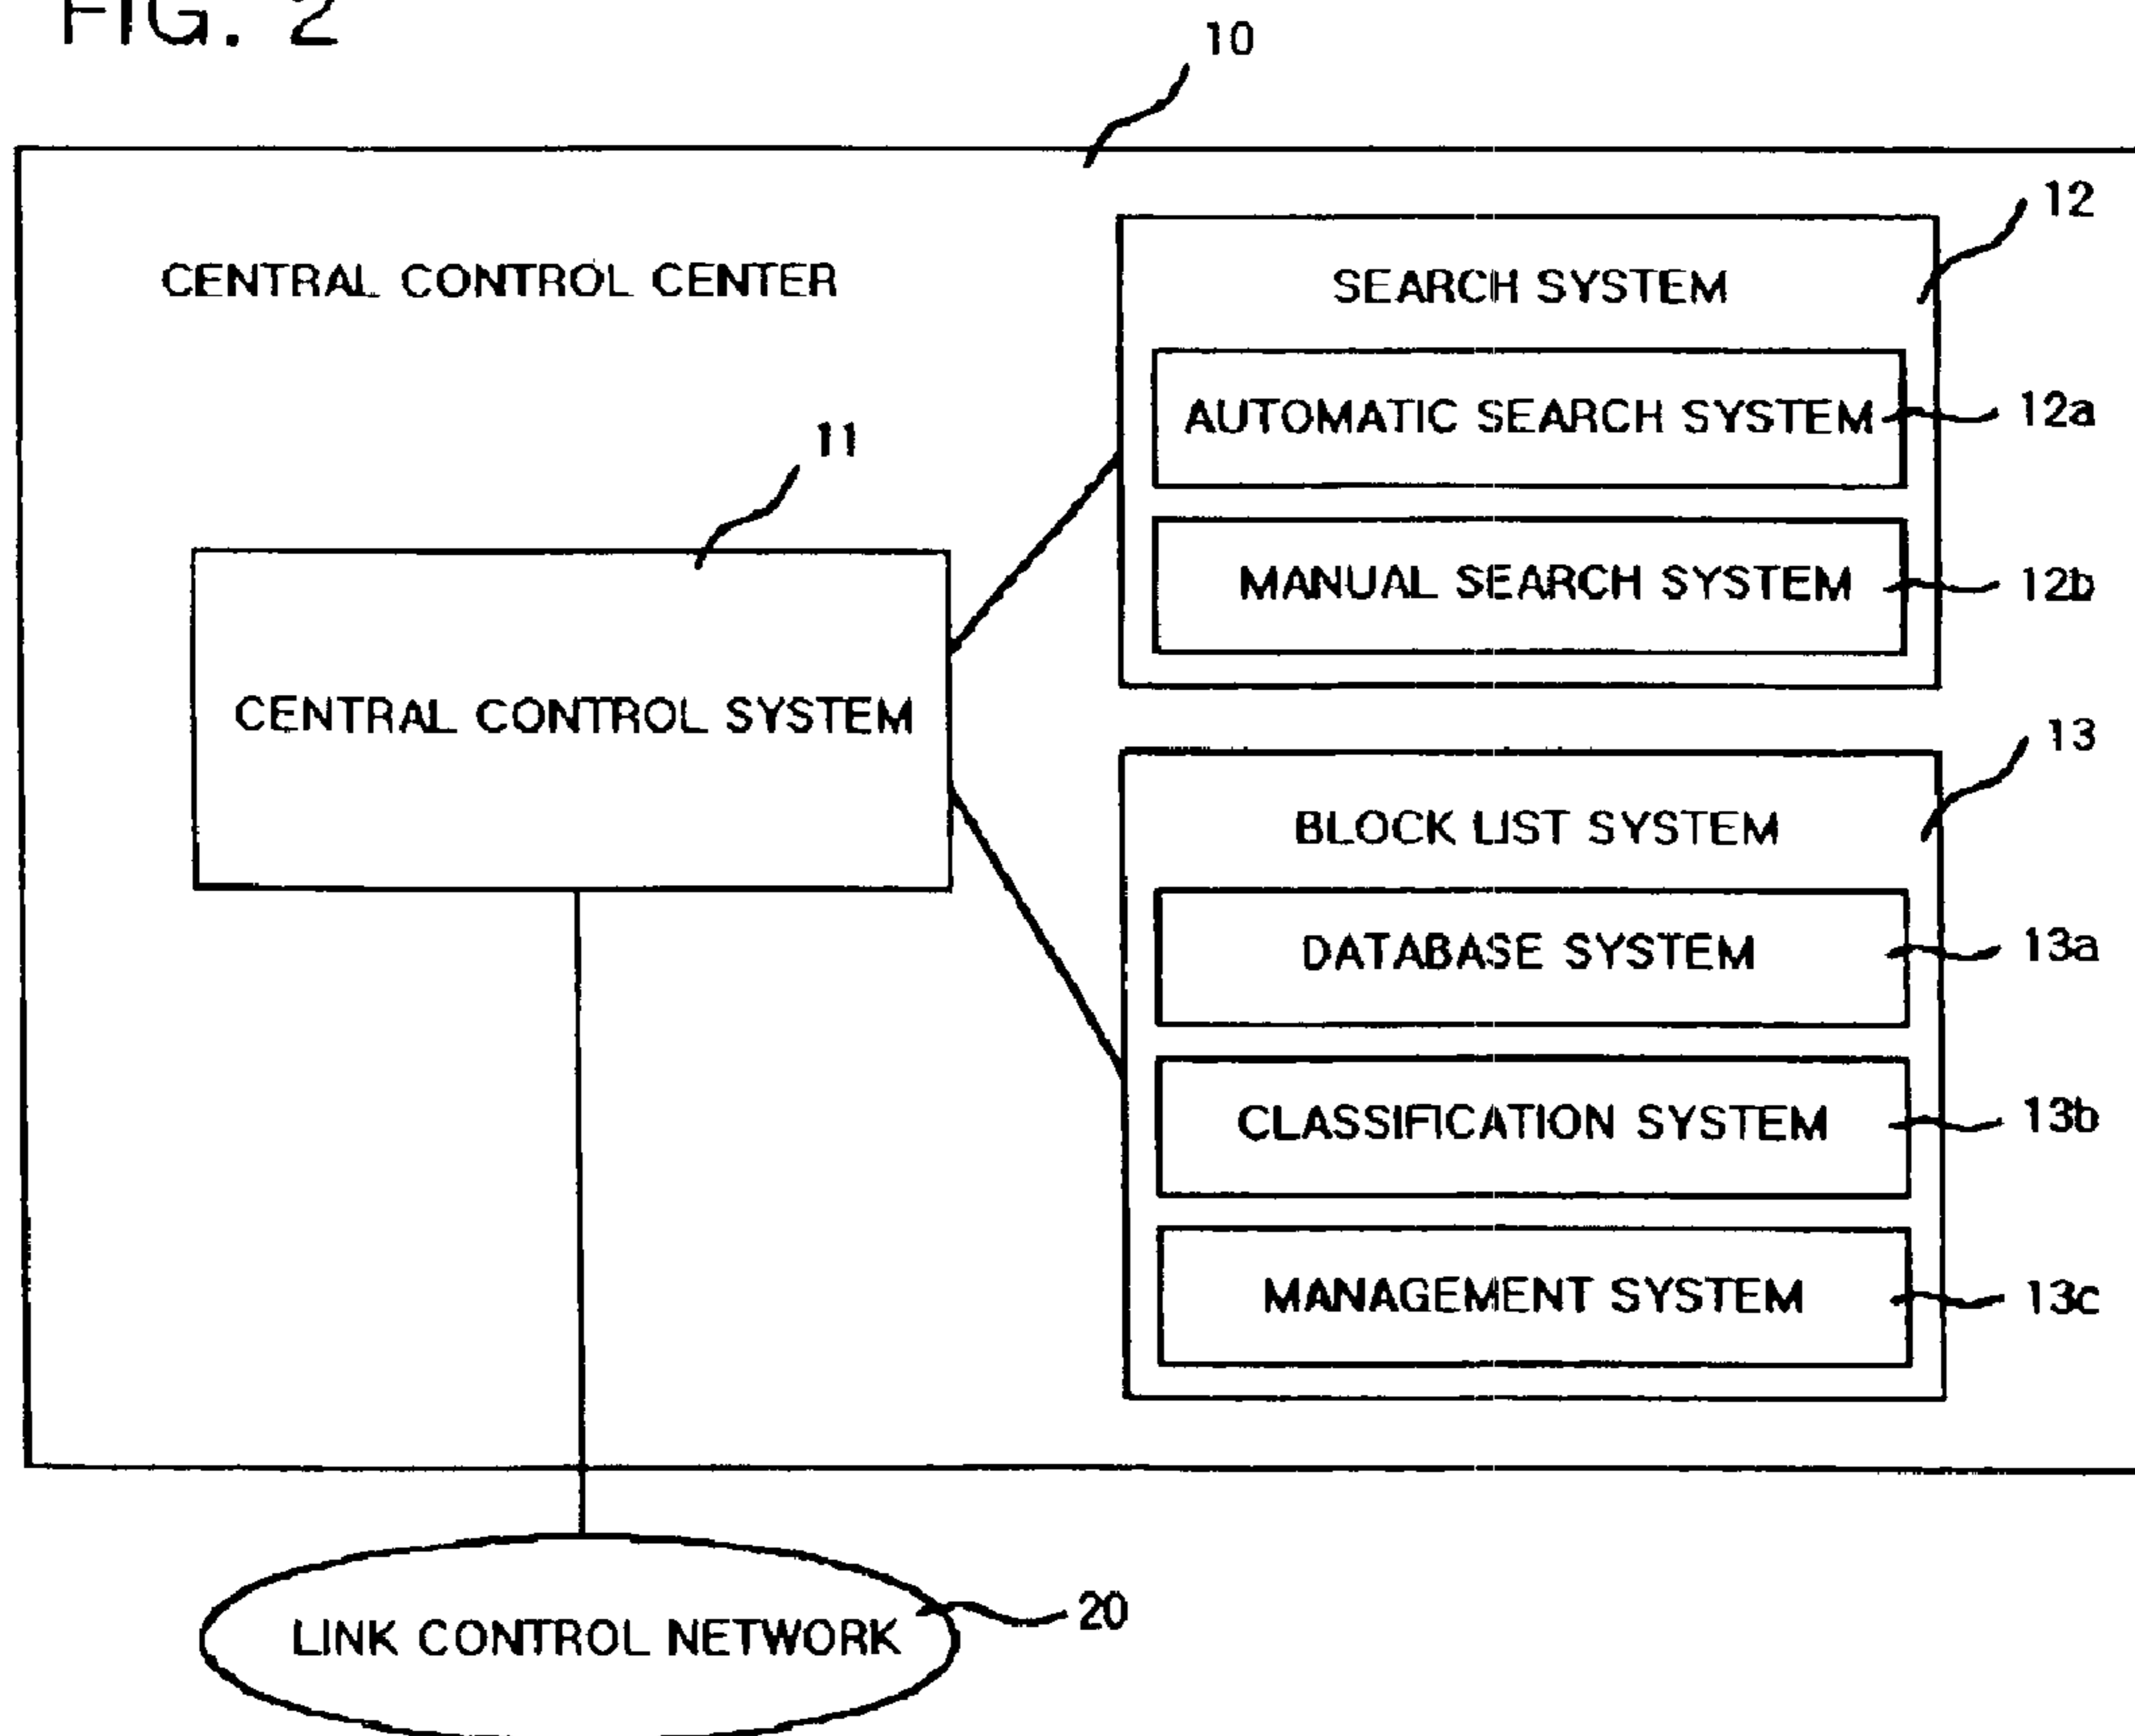 FIG. 2
10
12
CENTRAL CONTROL CENTER
SEARCH SYSTEM
AUTOMATIC SEARCH SYSTEM
12a
11
MANUAL SEARCH SYSTEM
12b
CENTRAL CONTROL SYSTEM
13
BLOCK LIST SYSTEM
DATABASE SYSTEM
13a
CLASSIFICATION SYSTEM
13b
MANAGEMENT SYSTEM
13c
LINK CONTROL NETWORK
20